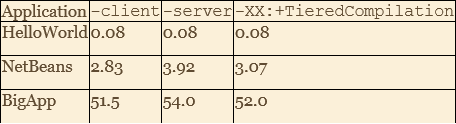 Application -client -server -XX:+TieredCompilation
HelloWorld 0.08 0.08 0.08
NetBeans 2.83 3.92 3.07
BigApp 51.5 54.0 52.0